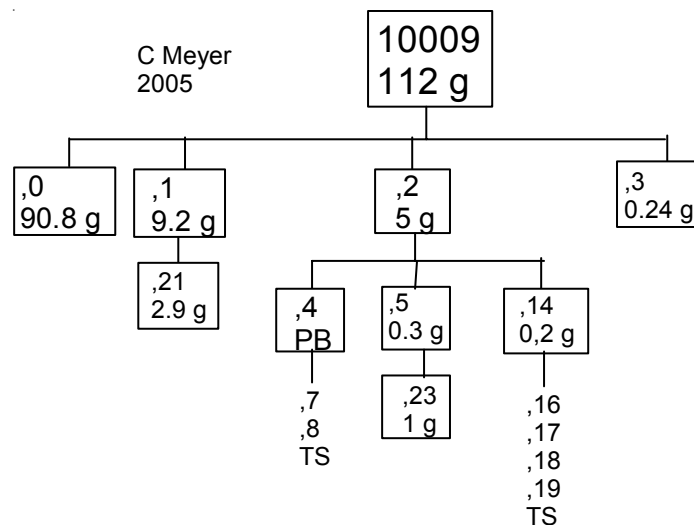 C Meyer
2005
10009
112 g
,0
90.8 g
,1
9.2 g
,2
5 g
,3
0.24 g
,21
2.9 g
,4
PB
,5
0.3 g
,14
0,2 g
,7
,8
TS
,23
1 g
,16
,17
,18
,19
TS